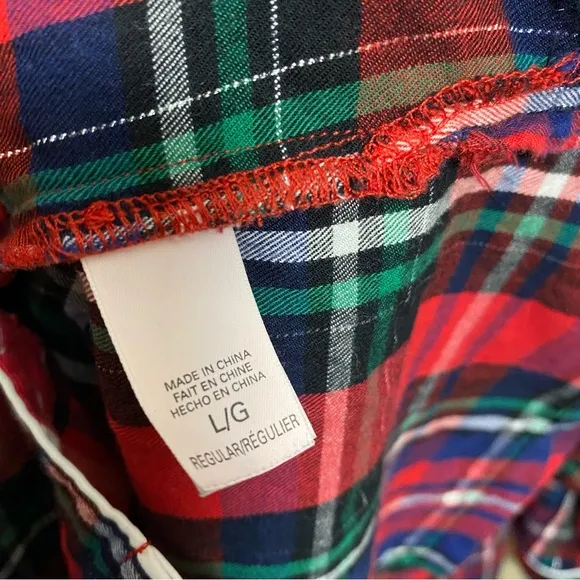 MADE IN CHINA
FAIT EN CHINE
HECHO EN CHINA
L/G
REGULAR/RÉGULIER